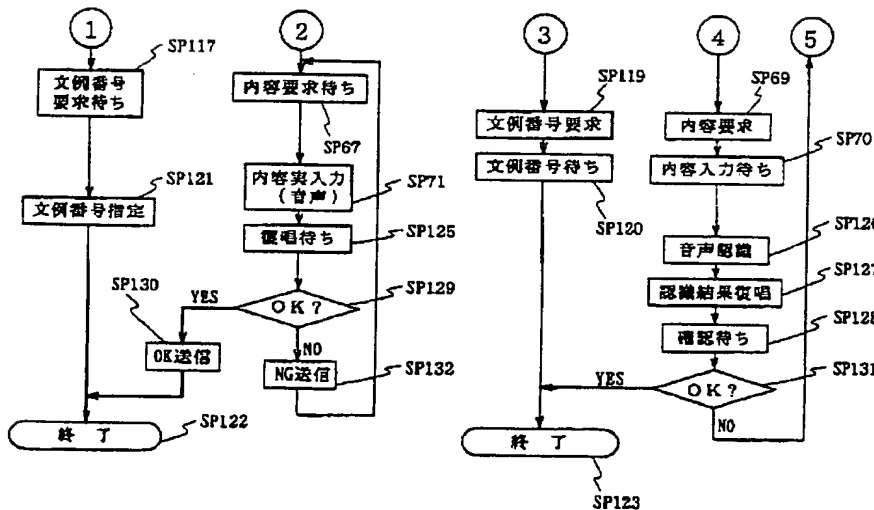 1
SP117
文例番号
要求待ち
SP121
文例番号指定
SP130
OK送信
終 了
SP122
2
内容要求待ち
SP67
内容実入力
(音声)
SP71
復唱待ち
SP125
YES
OK?
SP129
NO
NG送信
SP132
3
SP119
文例番号要求
文例番号待ち
SP120
YES
終 了
SP123
4
SP69
内容要求
SP70
内容入力待ち
音声認識
SP126
認識結果復唱
SP127
確認待ち
SP128
OK?
SP131
NO
5